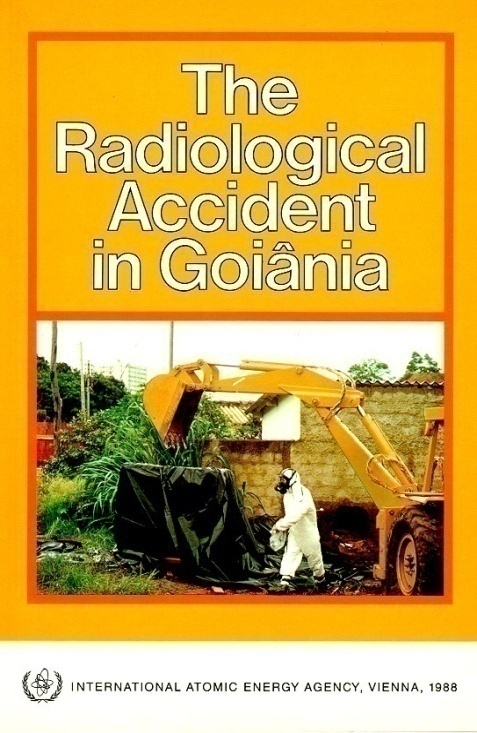 The
Radiological
Accident
in Goiânia
INTERNATIONAL ATOMIC ENERGY AGENCY, VIENNA, 1988